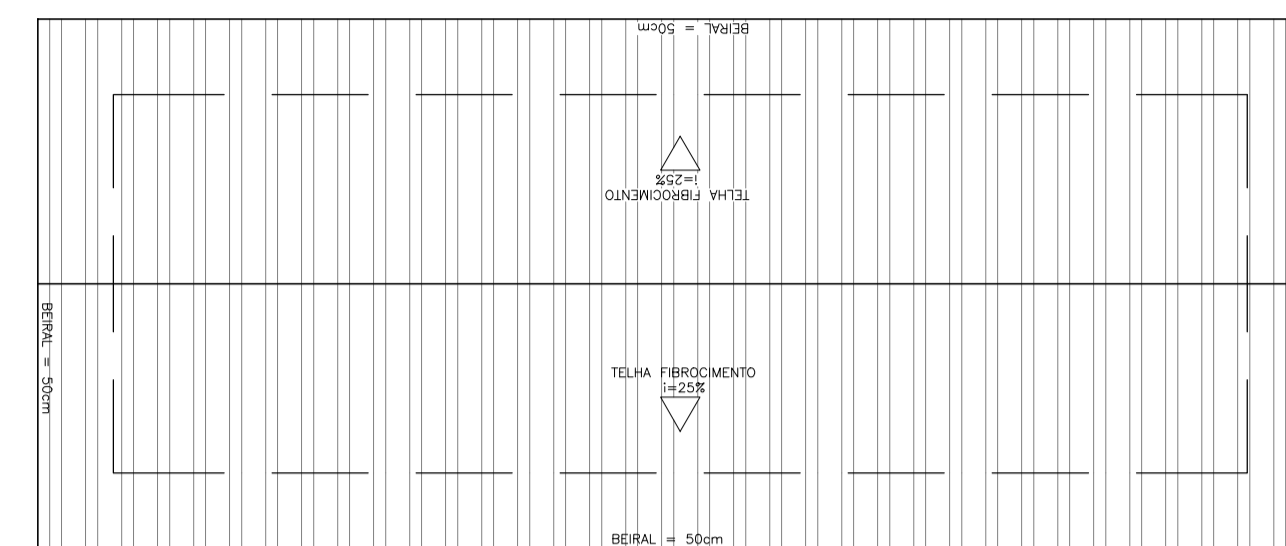 BEIRAL = 50cm
i=25%
TELHA FIBROCIMENTO
BEIRAL = 50cm
TELHA FIBROCIMENTO
i=25%
BEIRAL = 50cm